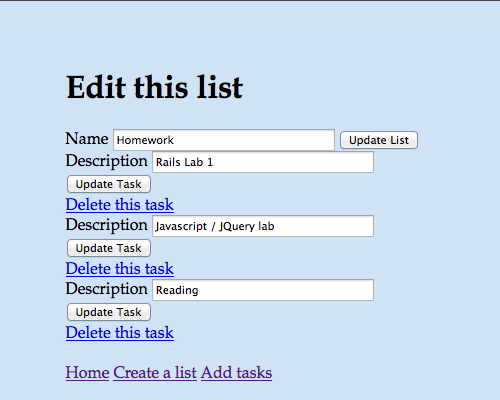 Edit this list
Name Homework Update List
Description Rails Lab 1
Update Task
Delete this task
Description Javascript / JQuery lab
Update Task
Delete this task
Description Reading
Update Task
Delete this task
Home Create a list Add tasks